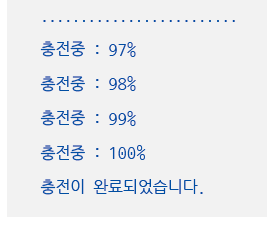 .........................
충전중 : 97%
충전중 : 98%
충전중 : 99%
충전중 : 100%
충전이 완료되었습니다.